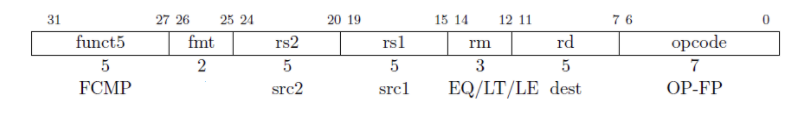 31 27 26 25 24 20 19 15 14 12 11 7 6 0
funct5 fmt rs2 rs1 rm rd opcode
5 2 5 5 3 5 7
FCMP src2 src1 EQ/LT/LE dest OP-FP